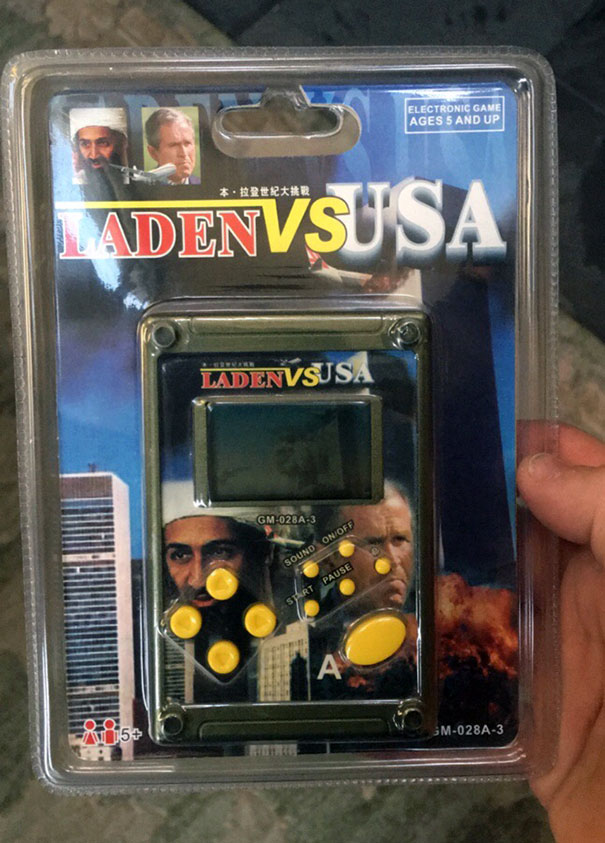 ELECTRONIC GAME
AGES 5 AND UP
本·拉登世紀大挑戰
LADEN VS USA
LADEN VS USA
GM-028A-3
SOUND ON/OFF
START PAUSE
A
5+
GM-028A-3